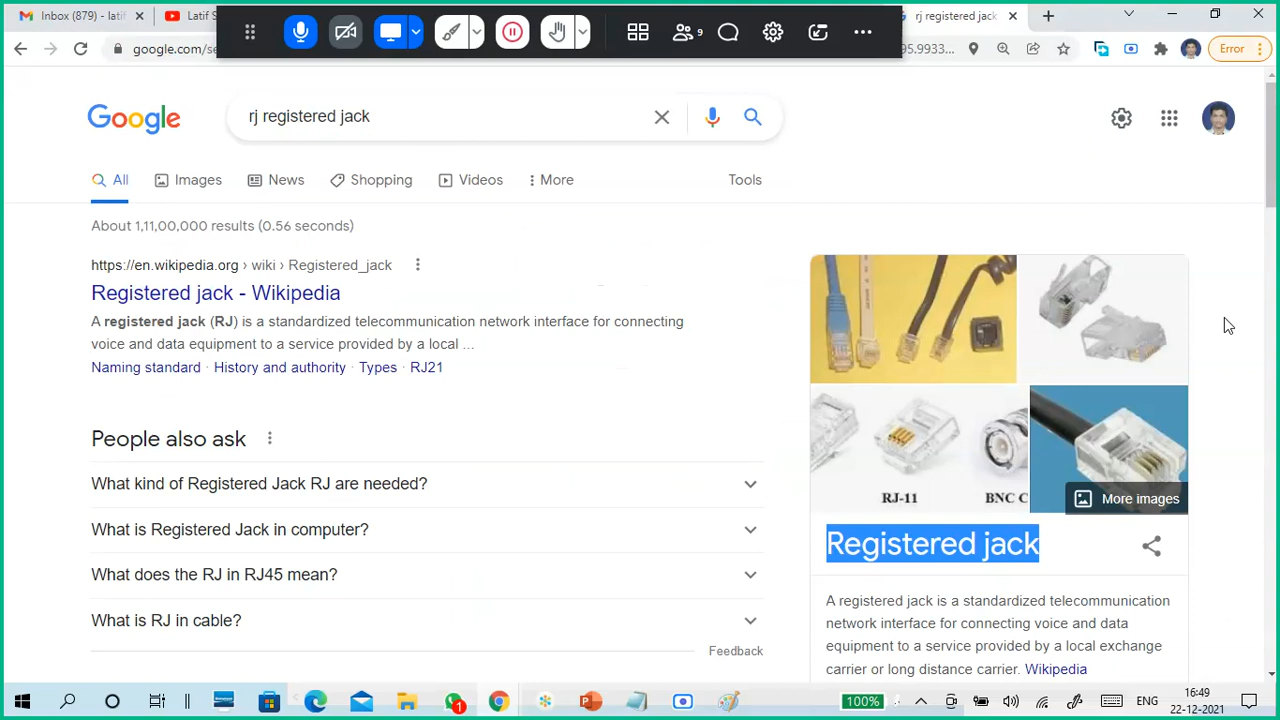 Inbox (879) - latif
Latif S
rj registered jack
9
google.com/se
95.9933...
Error
Google
rj registered jack
All
Images
News
Shopping
Videos
More
Tools
About 1,11,00,000 results (0.56 seconds)
https://en.wikipedia.org › wiki › Registered_jack
Registered jack - Wikipedia
A registered jack (RJ) is a standardized telecommunication network interface for connecting
voice and data equipment to a service provided by a local ...
Naming standard · History and authority · Types · RJ21
People also ask
What kind of Registered Jack RJ are needed?
What is Registered Jack in computer?
What does the RJ in RJ45 mean?
What is RJ in cable?
Feedback
RJ-11
BNC C
More images
Registered jack
A registered jack is a standardized telecommunication
network interface for connecting voice and data
equipment to a service provided by a local exchange
carrier or long distance carrier. Wikipedia
1
100%
ENG
16:49
22-12-2021